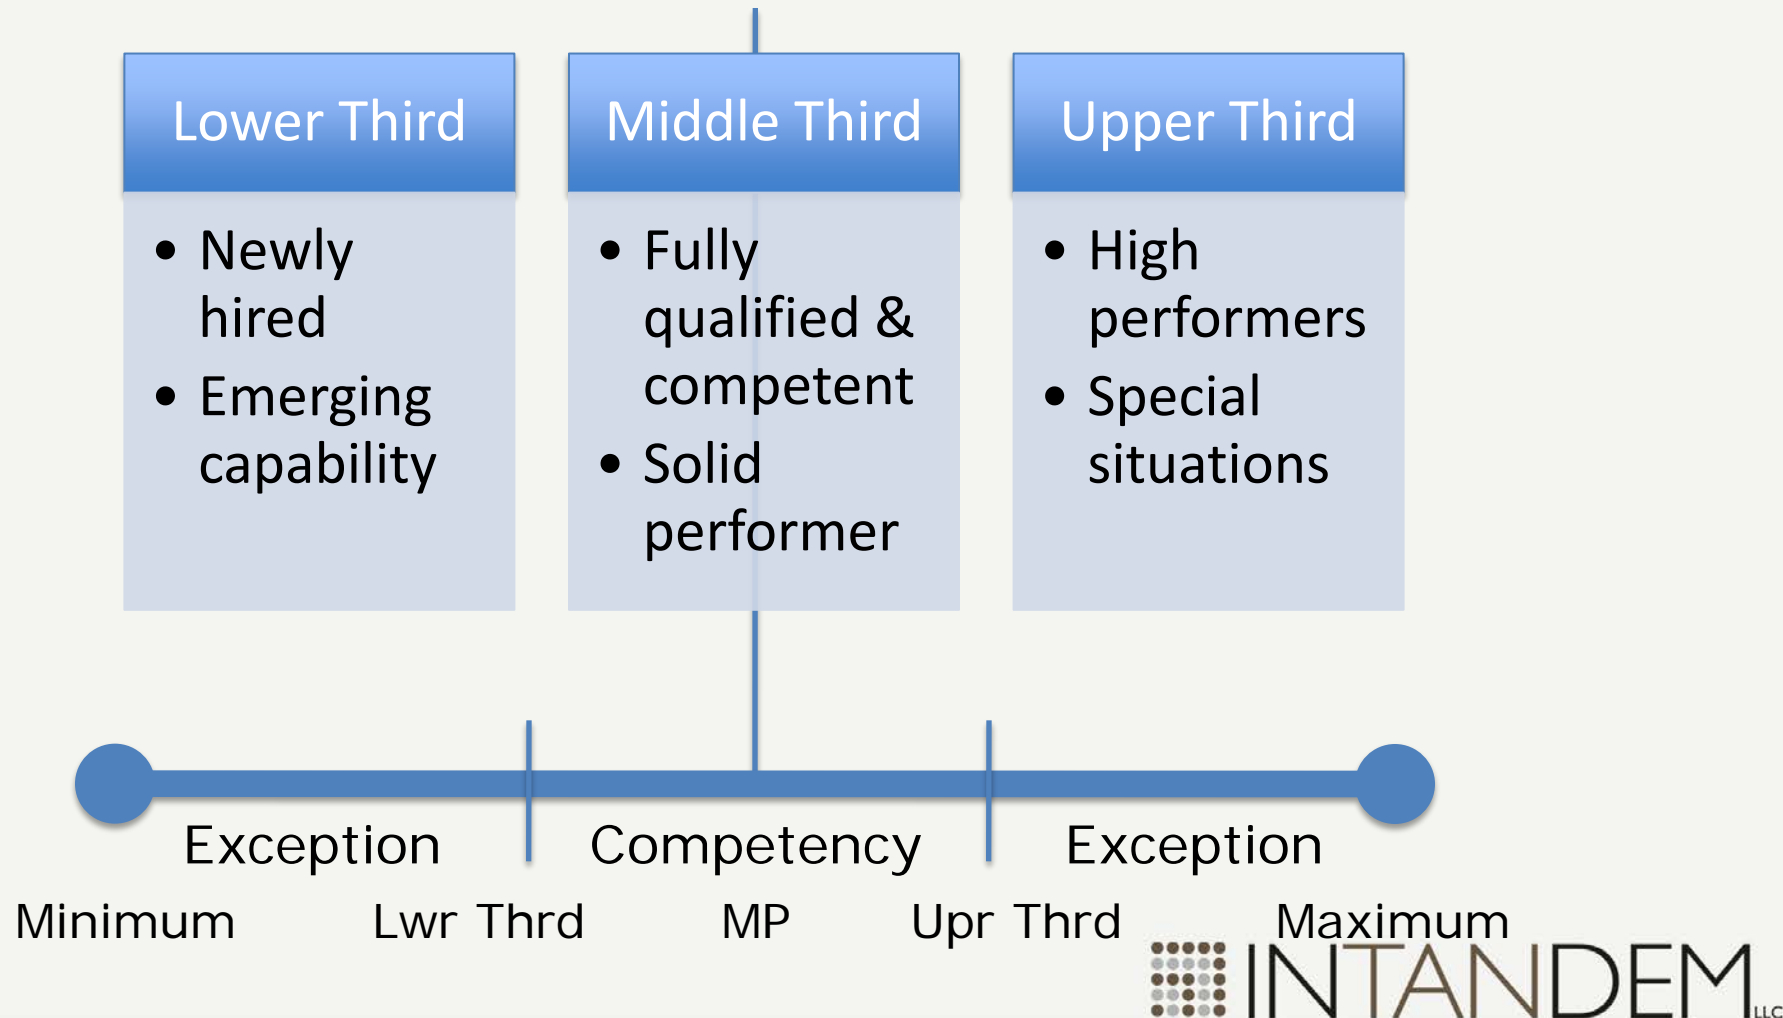 Lower Third
• Newly
hired
• Emerging
capability
Middle Third
• Fully
qualified &
competent
• Solid
performer
Upper Third
• High
performers
• Special
situations
Exception
Competency
Exception
Minimum
Lwr Thrd
MP
Upr Thrd
Maximum
INTANDEM LLC